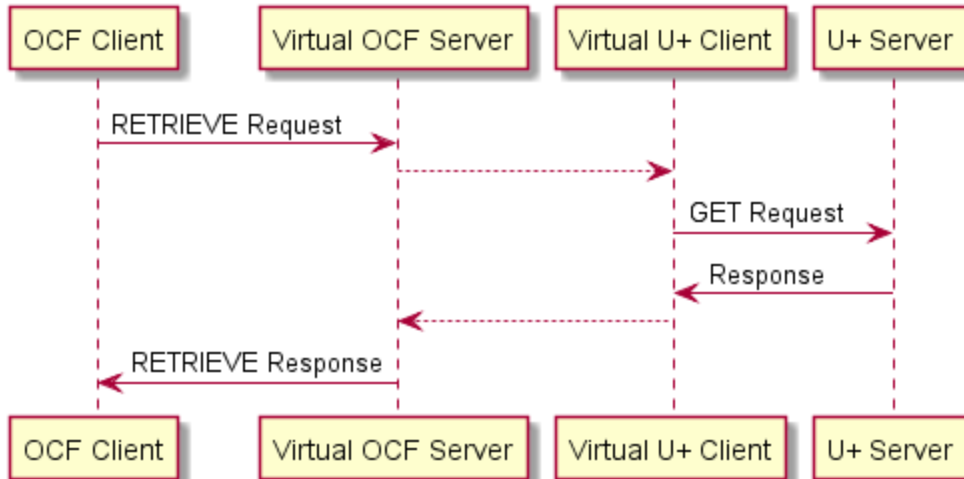 OCF Client
Virtual OCF Server
Virtual U+ Client
U+ Server
RETRIEVE Request
GET Request
Response
RETRIEVE Response
OCF Client
Virtual OCF Server
Virtual U+ Client
U+ Server